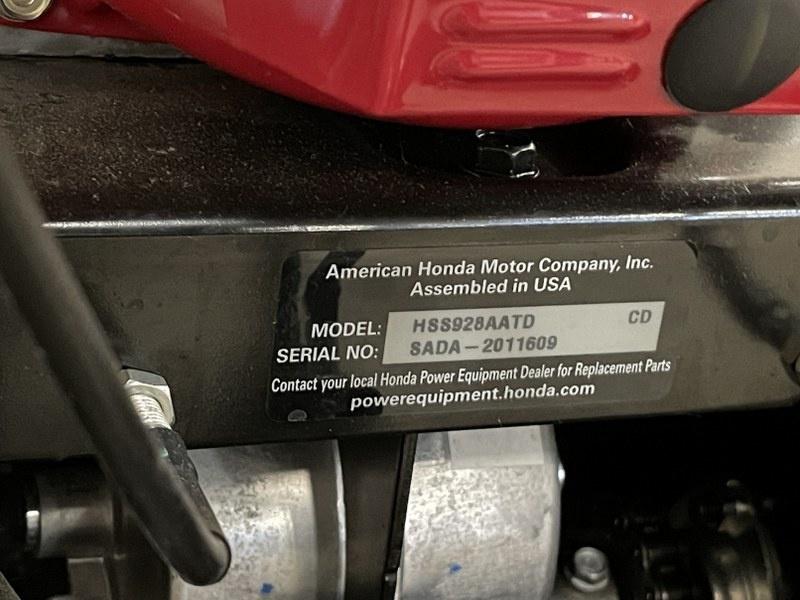 American Honda Motor Company, Inc.
Assembled in USA
MODEL: HSS928AATD CD
SERIAL NO: SADA-2011609
Contact your local Honda Power Equipment Dealer for Replacement Parts
powerequipment.honda.com